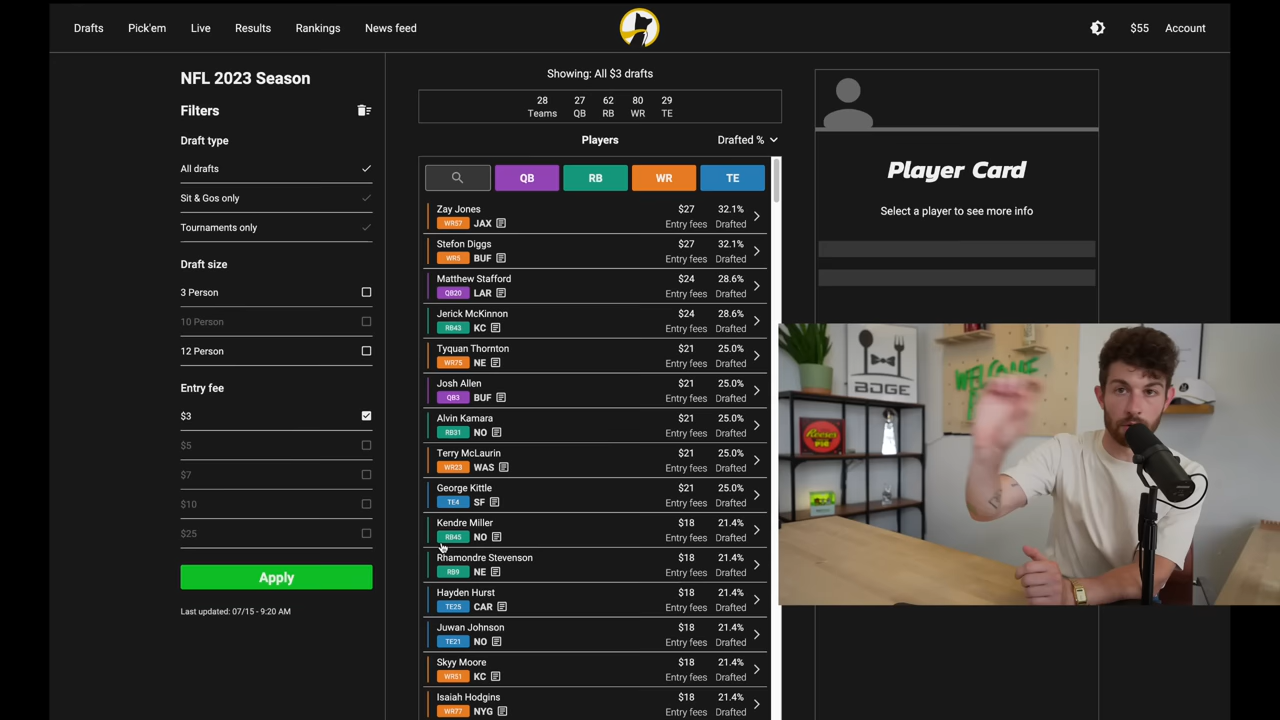 Drafts Pick'em Live Results Rankings News feed
$55 Account
NFL 2023 Season
Filters
Draft type
All drafts
Sit & Gos only
Tournaments only
Draft size
3 Person
10 Person
12 Person
Entry fee
$3
$5
$7
$10
$25
Apply
Last updated: 07/15 - 9:20 AM
Showing: All $3 drafts
28 27 62 80 29
Teams QB RB WR TE
Players Drafted %
QB RB WR TE
Zay Jones $27 32.1%
WR57 JAX Entry fees Drafted
Stefon Diggs $27 32.1%
WR5 BUF Entry fees Drafted
Matthew Stafford $24 28.6%
QB20 LAR Entry fees Drafted
Jerick McKinnon $24 28.6%
RB43 KC Entry fees Drafted
Tyquan Thornton $21 25.0%
WR75 NE Entry fees Drafted
Josh Allen $21 25.0%
QB3 BUF Entry fees Drafted
Alvin Kamara $21 25.0%
RB31 NO Entry fees Drafted
Terry McLaurin $21 25.0%
WR23 WAS Entry fees Drafted
George Kittle $21 25.0%
TE4 SF Entry fees Drafted
Kendre Miller $18 21.4%
RB45 NO Entry fees Drafted
Rhamondre Stevenson $18 21.4%
RB9 NE Entry fees Drafted
Hayden Hurst $18 21.4%
TE25 CAR Entry fees Drafted
Juwan Johnson $18 21.4%
TE21 NO Entry fees Drafted
Skyy Moore $18 21.4%
WR51 KC Entry fees Drafted
Isaiah Hodgins $18 21.4%
WR77 NYG Entry fees Drafted
Player Card
Select a player to see more info
BDGE
WELCOME
Reese's
PIE